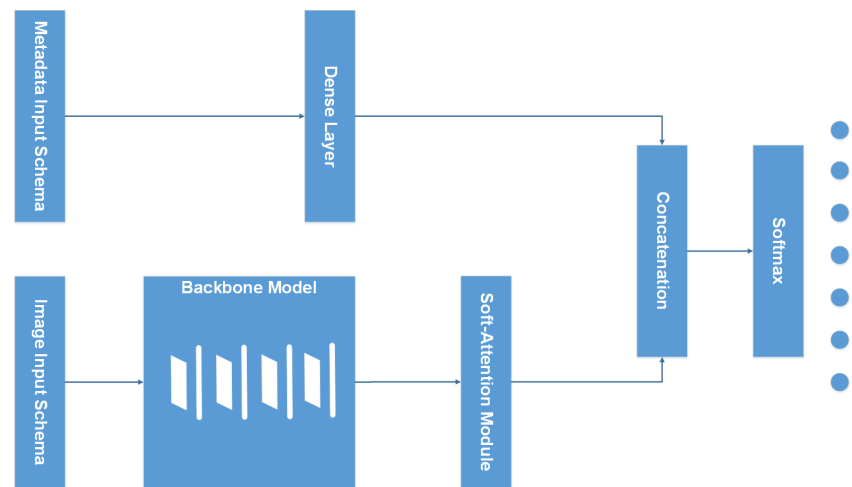 Metadata Input Schema
Dense Layer
Concatenation
Softmax
Image Input Schema
Backbone Model
Soft-Attention Module